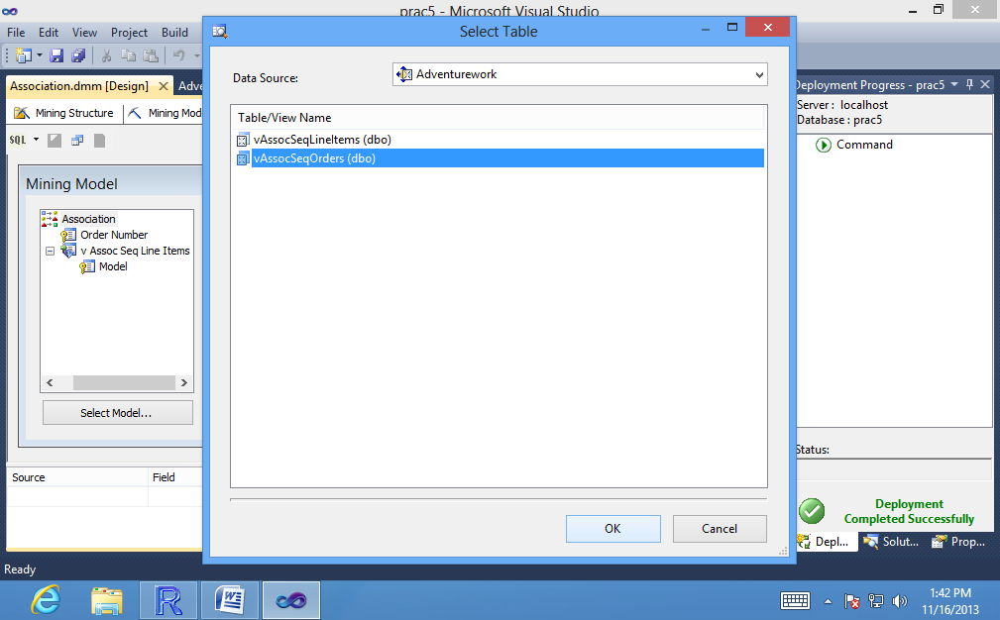 prac5 - Microsoft Visual Studio
File Edit View Project Build
Select Table
Association.dmm [Design]
Adve
Mining Structure
Mining Mod
SQL
Mining Model
Association
Order Number
v Assoc Seq Line Items
Model
Select Model...
Source Field
Ready
Data Source:
Adventurework
Table/View Name
vAssocSeqLineItems (dbo)
vAssocSeqOrders (dbo)
OK
Cancel
Deployment Progress - prac5
Server : localhost
Database : prac5
Command
Status:
Deployment
Completed Successfully
Depl...
Solut...
Prop...
1:42 PM
11/16/2013